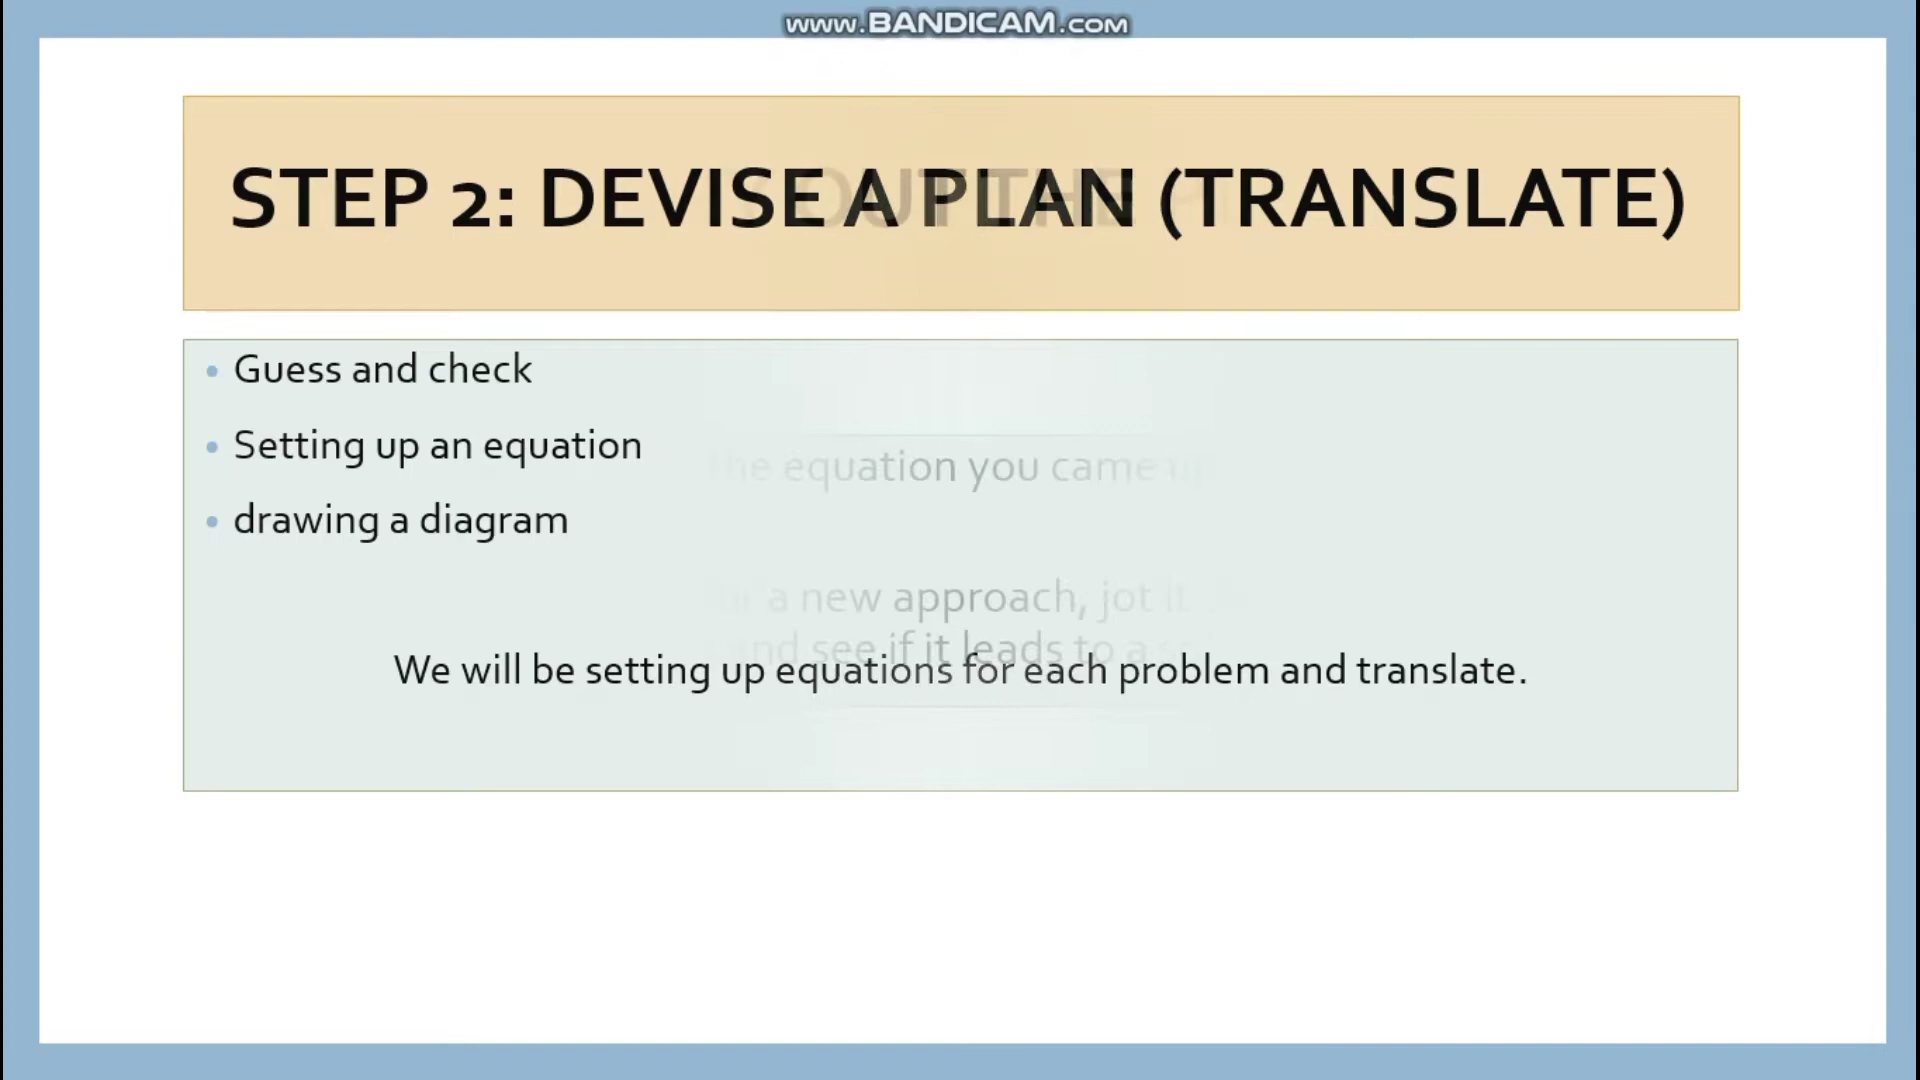 www.BANDICAM.com
STEP 2: DEVISE A PLAN (TRANSLATE)
OUT THE
• Guess and check
• Setting up an equation
the equation you came up
• drawing a diagram
a new approach, jot it
and see if it leads to a
We will be setting up equations for each problem and translate.